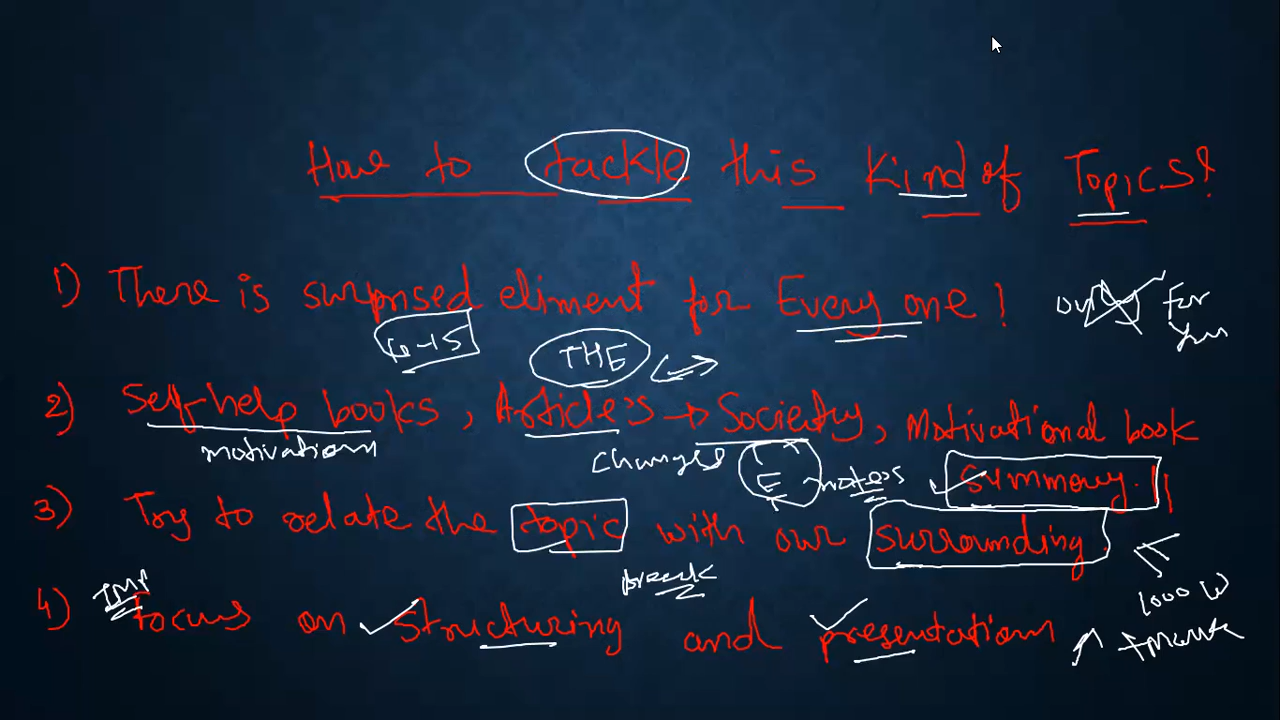 How to tackle this kind of Topics?
1) There is surprised eliment for Every one! for you
THE
2) Self-help books, Article's → Society, Motivational book
motivation changes E notes summary.||
3) Try to relate the topic with our surrounding.
break
IMP 1000 W
4) focus on structuring and presentation